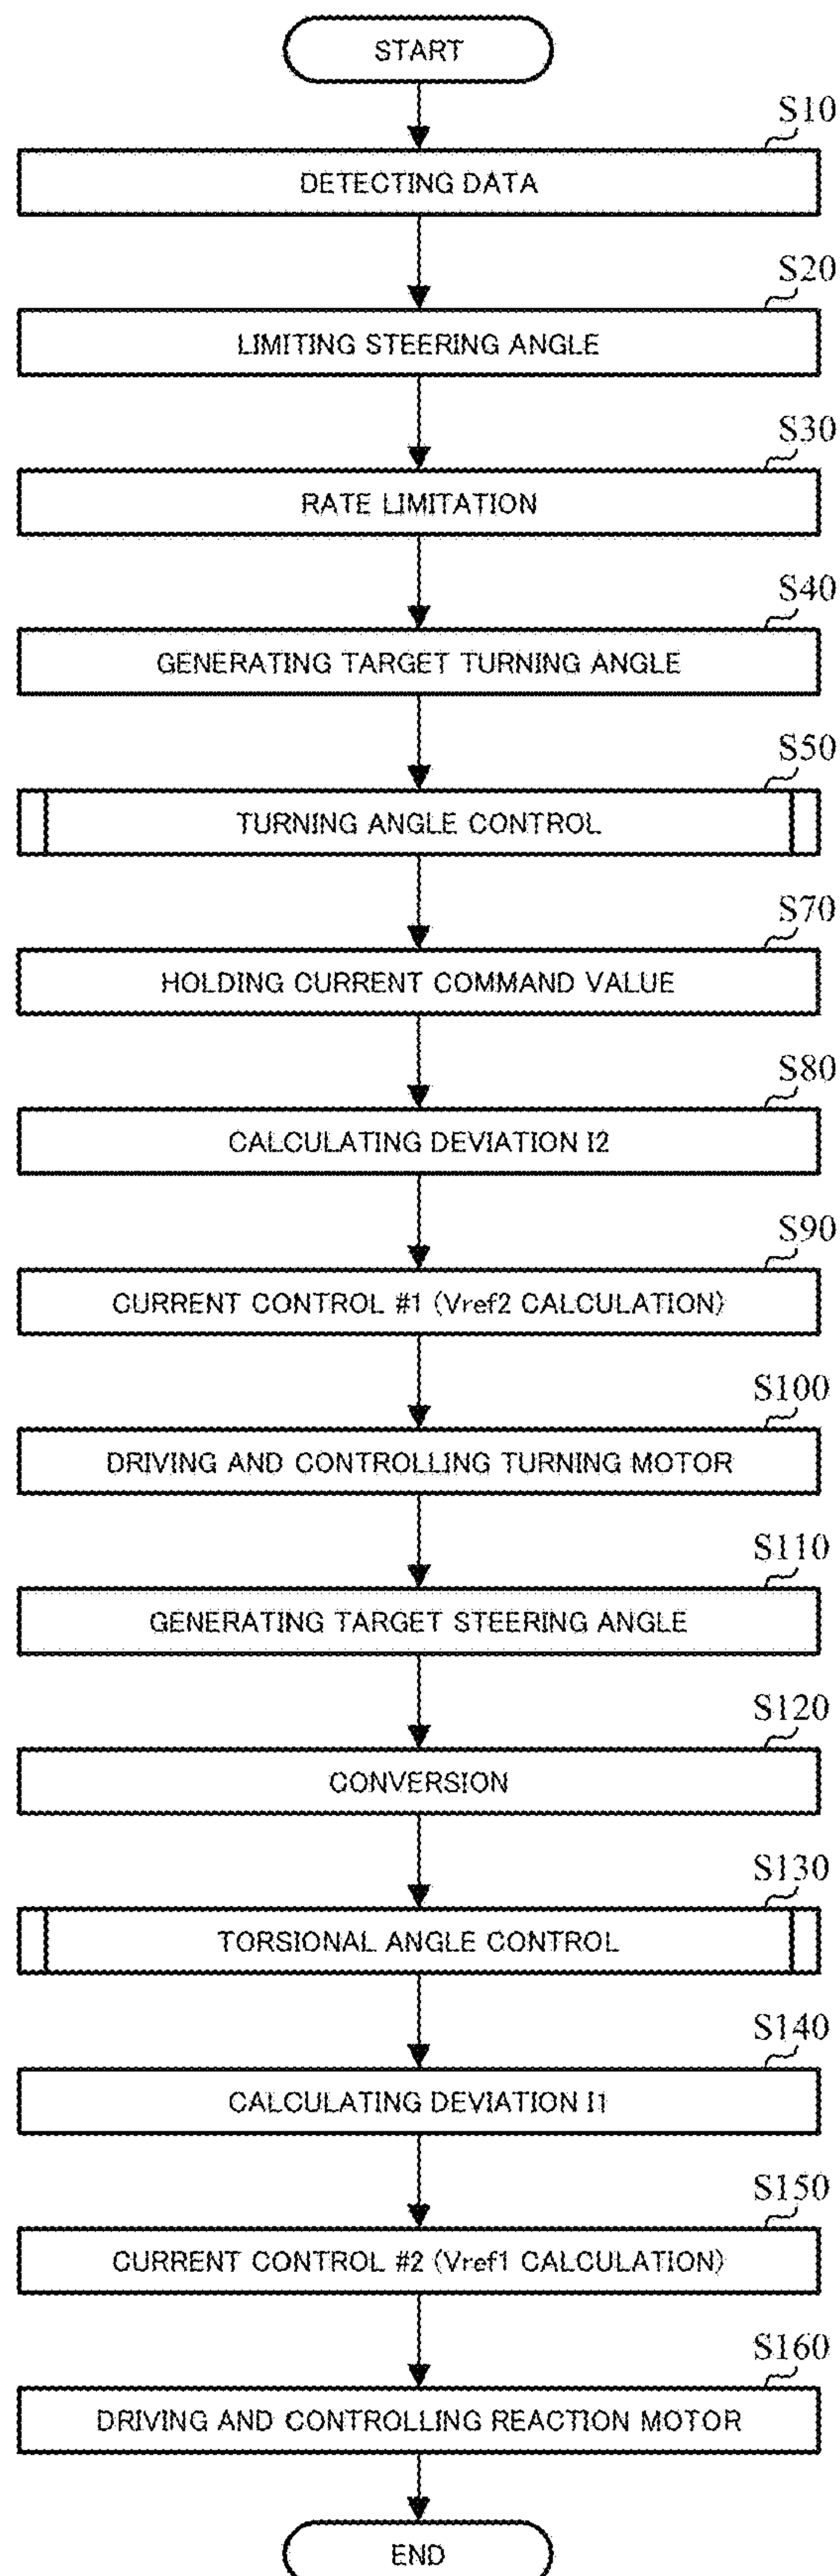 START
S10
DETECTING DATA
S20
LIMITING STEERING ANGLE
S30
RATE LIMITATION
S40
GENERATING TARGET TURNING ANGLE
S50
TURNING ANGLE CONTROL
S70
HOLDING CURRENT COMMAND VALUE
S80
CALCULATING DEVIATION I2
S90
CURRENT CONTROL #1 (Vref2 CALCULATION)
S100
DRIVING AND CONTROLLING TURNING MOTOR
S110
GENERATING TARGET STEERING ANGLE
S120
CONVERSION
S130
TORSIONAL ANGLE CONTROL
S140
CALCULATING DEVIATION I1
S150
CURRENT CONTROL #2 (Vref1 CALCULATION)
S160
DRIVING AND CONTROLLING REACTION MOTOR
END